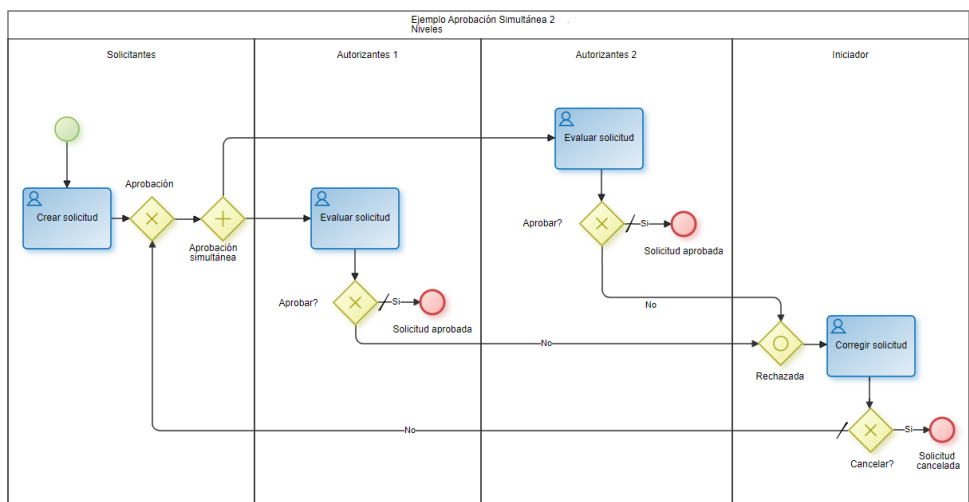 Ejemplo Aprobación Simultánea 2
Niveles
Solicitantes
Autorizantes 1
Autorizantes 2
Iniciador
Evaluar solicitud
Aprobación
Crear solicitud
Evaluar solicitud
Aprobar?
Si
Aprobación
simultánea
Solicitud aprobada
Aprobar?
Si
No
Solicitud aprobada
No
Corregir solicitud
Rechazada
No
Si
Cancelar?
Solicitud
cancelada